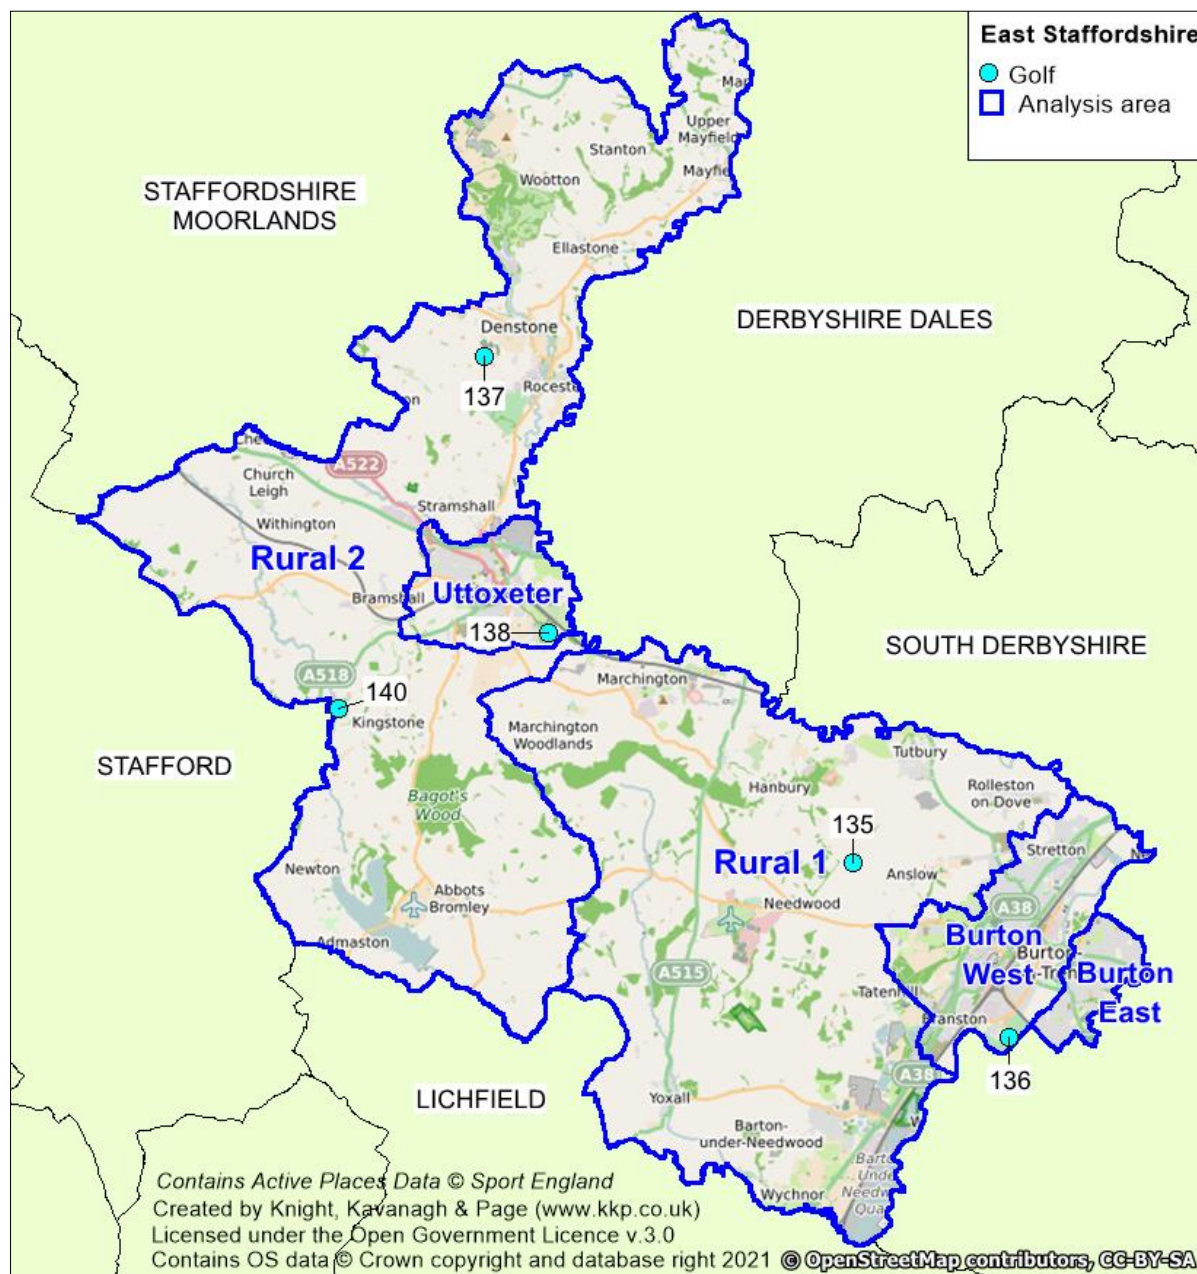 East Staffordshire
Golf
Analysis area
Upper
Mayfield
Stanton
STAFFORDSHIRE
MOORLANDS
Wootton
Ellastone
DERBYSHIRE DALES
Denstone
137
A522
Church
Leigh
Stramshall
Withington
Rural 2
Bramshall
Uttoxeter
138
SOUTH DERBYSHIRE
A518
140
Kingstone
Marchington
Marchington
Woodlands
Tutbury
STAFFORD
Hanbury
Rolleston
on Dove
Bagot's
Wood
135
Stretton
Rural 1
Newton
Anslow
Abbots
Bromley
Needwood
A38
Admaston
Burton
West
A515
Burton
East
Branston
136
A38
LICHFIELD
Yoxall
Barton-
under-Needwood
Wychnor
Contains Active Places Data © Sport England
Created by Knight, Kavanagh & Page (www.kkp.co.uk)
Licensed under the Open Government Licence v.3.0
Contains OS data © Crown copyright and database right 2021
© OpenStreetMap contributors, CC-BY-SA